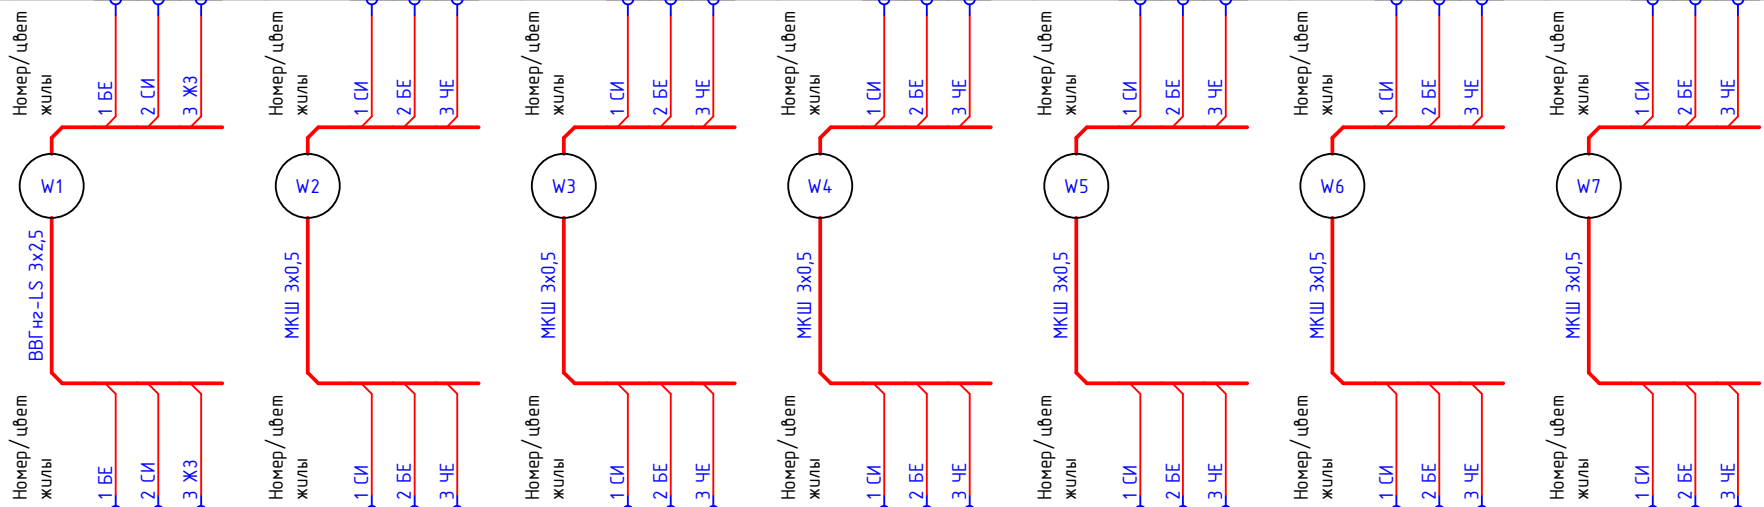 Номер/цвет
жилы
1 БЕ
2 СИ
3 ЖЗ
Номер/цвет
жилы
1 СИ
2 БЕ
3 ЧЕ
Номер/цвет
жилы
1 СИ
2 БЕ
3 ЧЕ
Номер/цвет
жилы
1 СИ
2 БЕ
3 ЧЕ
Номер/цвет
жилы
1 СИ
2 БЕ
3 ЧЕ
Номер/цвет
жилы
1 СИ
2 БЕ
3 ЧЕ
Номер/цвет
жилы
1 СИ
2 БЕ
3 ЧЕ
W1
W2
W3
W4
W5
W6
W7
ВВГнг-LS 3х2,5
МКШ 3х0,5
МКШ 3х0,5
МКШ 3х0,5
МКШ 3х0,5
МКШ 3х0,5
МКШ 3х0,5
Номер/цвет
жилы
1 БЕ
2 СИ
3 ЖЗ
Номер/цвет
жилы
1 СИ
2 БЕ
3 ЧЕ
Номер/цвет
жилы
1 СИ
2 БЕ
3 ЧЕ
Номер/цвет
жилы
1 СИ
2 БЕ
3 ЧЕ
Номер/цвет
жилы
1 СИ
2 БЕ
3 ЧЕ
Номер/цвет
жилы
1 СИ
2 БЕ
3 ЧЕ
Номер/цвет
жилы
1 СИ
2 БЕ
3 ЧЕ